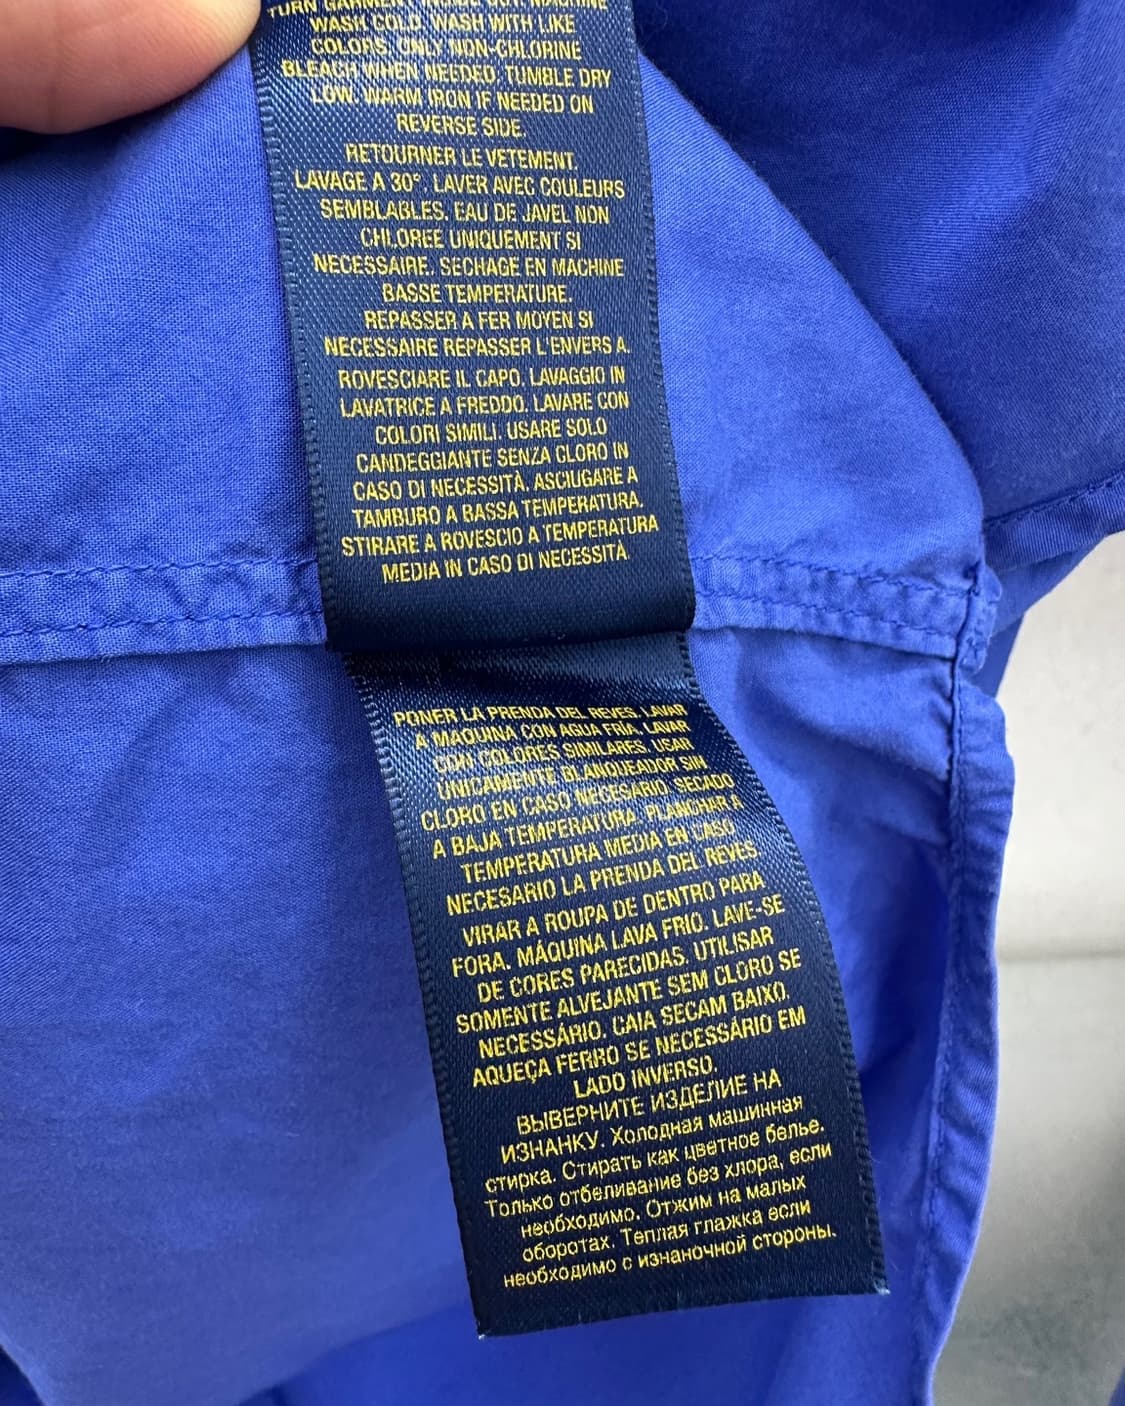 TURN GARMENT MACHINE
WASH COLD. WASH WITH LIKE
COLORS. ONLY NON-CHLORINE
BLEACH WHEN NEEDED. TUMBLE DRY
LOW. WARM IRON IF NEEDED ON
REVERSE SIDE.
RETOURNER LE VETEMENT.
LAVAGE A 30°. LAVER AVEC COULEURS
SEMBLABLES. EAU DE JAVEL NON
CHLOREE UNIQUEMENT SI
NECESSAIRE. SECHAGE EN MACHINE
BASSE TEMPERATURE.
REPASSER A FER MOYEN SI
NECESSAIRE REPASSER L'ENVERS A.
ROVESCIARE IL CAPO. LAVAGGIO IN
LAVATRICE A FREDDO. LAVARE CON
COLORI SIMILI. USARE SOLO
CANDEGGIANTE SENZA CLORO IN
CASO DI NECESSITÀ. ASCIUGARE A
TAMBURO A BASSA TEMPERATURA.
STIRARE A ROVESCIO A TEMPERATURA
MEDIA IN CASO DI NECESSITÀ.
PONER LA PRENDA DEL REVES. LAVAR
A MAQUINA CON AGUA FRÍA. LAVAR
CON COLORES SIMILARES. USAR
ÚNICAMENTE BLANQUEADOR SIN
CLORO EN CASO NECESARIO. SECADO
A BAJA TEMPERATURA. PLANCHAR A
TEMPERATURA MEDIA EN CASO
NECESARIO LA PRENDA DEL REVES
VIRAR A ROUPA DE DENTRO PARA
FORA. MÁQUINA LAVA FRIO. LAVE-SE
DE CORES PARECIDAS. UTILISAR
SOMENTE ALVEJANTE SEM CLORO SE
NECESSÁRIO. CAIA SECAM BAIXO.
AQUEÇA FERRO SE NECESSÁRIO EM
LADO INVERSO.
ВЫВЕРНИТЕ ИЗДЕЛИЕ НА
ИЗНАНКУ. Холодная машинная
стирка. Стирать как цветное белье.
Только отбеливание без хлора, если
необходимо. Отжим на малых
оборотах. Теплая глажка если
необходимо с изнаночной стороны.